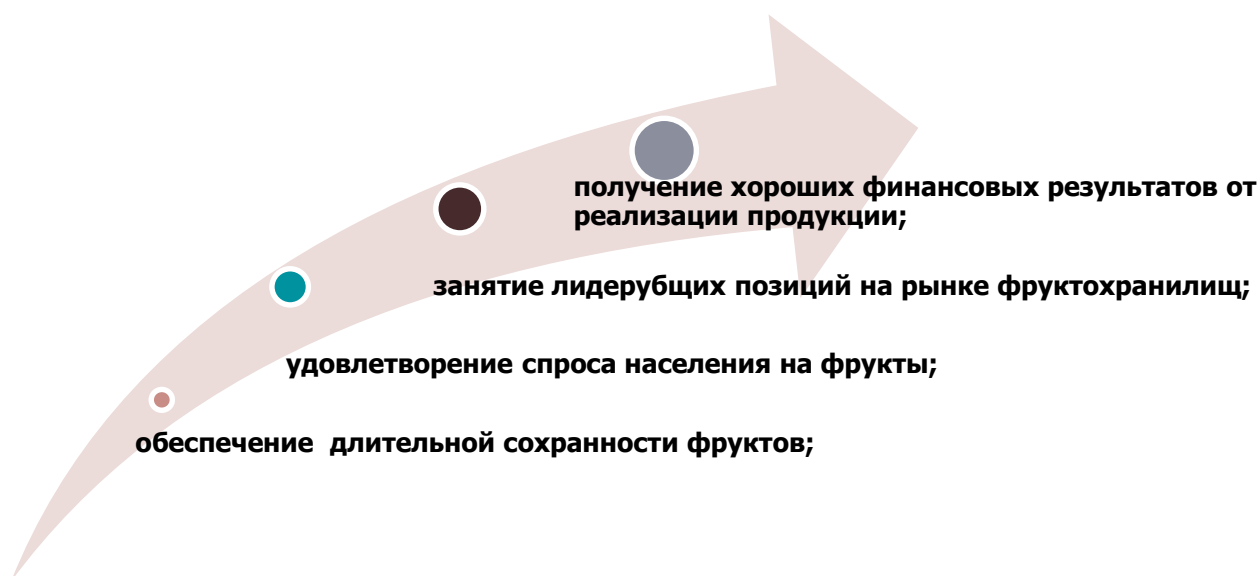 получение хороших финансовых результатов от
реализации продукции;
занятие лидерубщих позиций на рынке фруктохранилищ;
удовлетворение спроса населения на фрукты;
обеспечение  длительной сохранности фруктов;